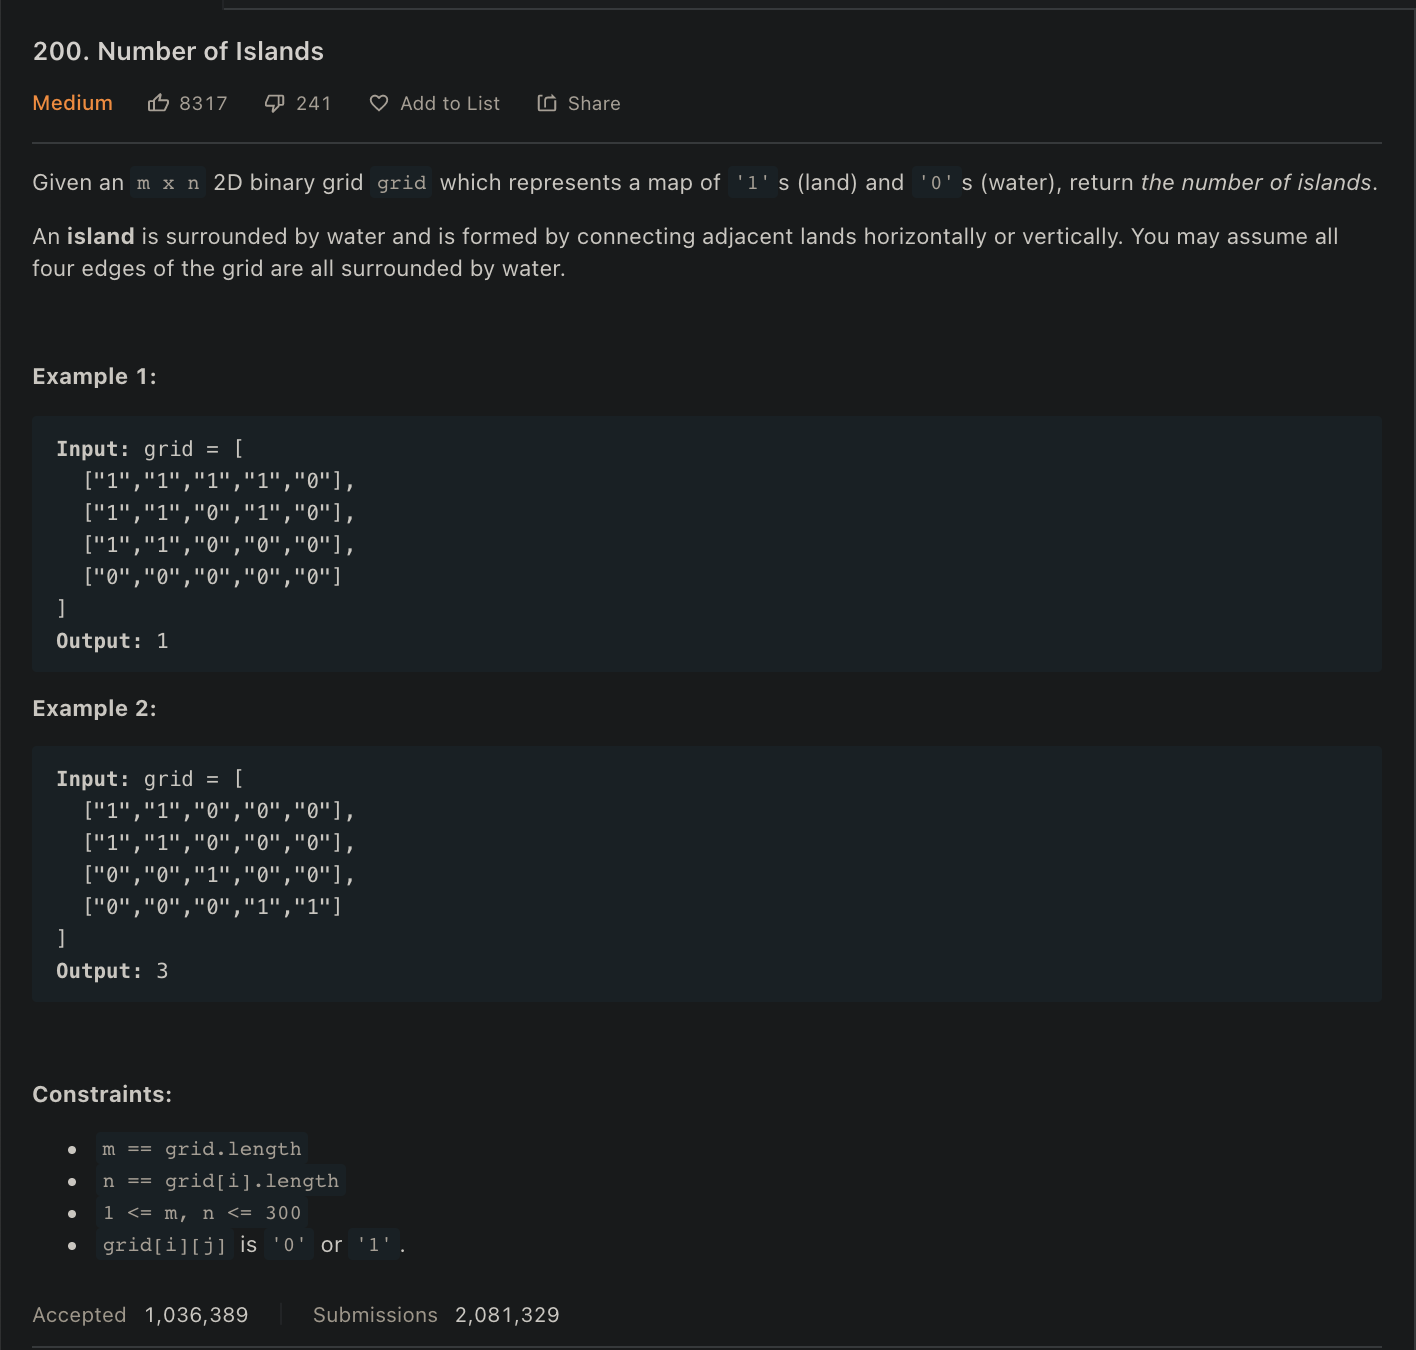 200. Number of Islands
Medium 8317 241 Add to List Share
Given an m x n 2D binary grid grid which represents a map of '1's (land) and '0's (water), return the number of islands.
An island is surrounded by water and is formed by connecting adjacent lands horizontally or vertically. You may assume all
four edges of the grid are all surrounded by water.
Example 1:
Input: grid = [
  ["1","1","1","1","0"],
  ["1","1","0","1","0"],
  ["1","1","0","0","0"],
  ["0","0","0","0","0"]
]
Output: 1
Example 2:
Input: grid = [
  ["1","1","0","0","0"],
  ["1","1","0","0","0"],
  ["0","0","1","0","0"],
  ["0","0","0","1","1"]
]
Output: 3
Constraints:
m == grid.length
n == grid[i].length
1 <= m, n <= 300
grid[i][j] is '0' or '1'.
Accepted 1,036,389 Submissions 2,081,329